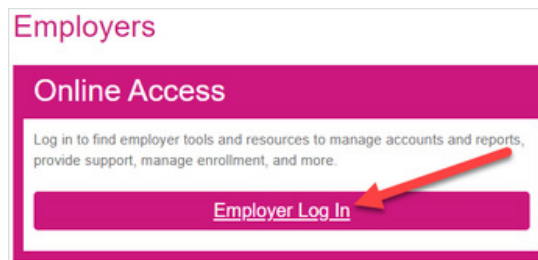 Employers
Online Access
Log in to find employer tools and resources to manage accounts and reports,
provide support, manage enrollment, and more.
Employer Log In